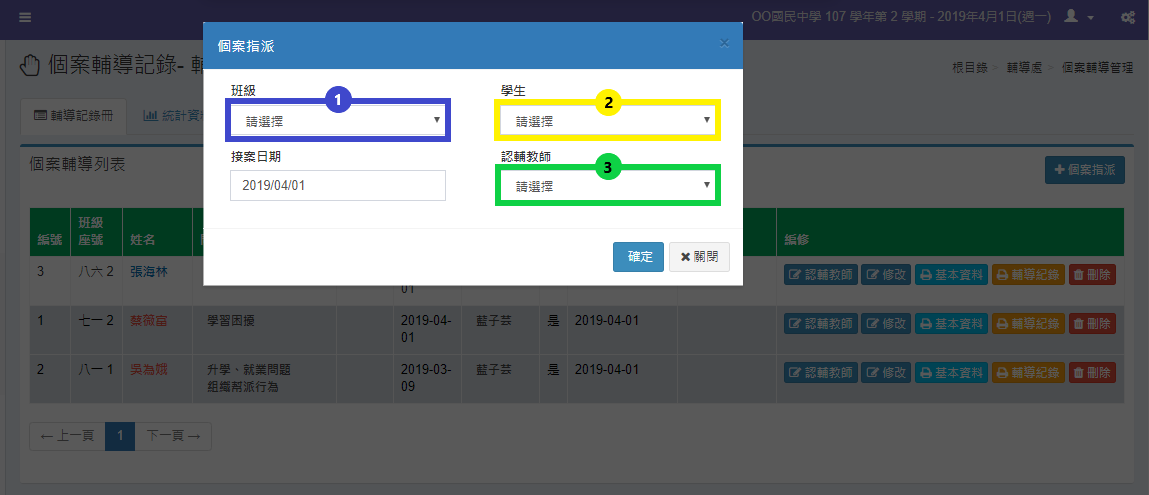 OO國民中學 107 學年第 2 學期 - 2019年4月1日(週一)
個案輔導記錄- 輔
根目錄 > 輔導處 > 個案輔導管理
輔導記錄冊 統計資
個案輔導列表
+ 個案指派
個案指派 ×
班級 學生
1 2
請選擇 請選擇
接案日期 認輔教師
3
2019/04/01 請選擇
確定 ✖ 關閉
編號 班級座號 姓名 編修
3 八六 2 張海林 01 認輔教師 修改 基本資料 輔導紀錄 刪除
1 七一 2 蔡薇富 學習困擾 2019-04-01 藍子芸 是 2019-04-01 認輔教師 修改 基本資料 輔導紀錄 刪除
2 八一 1 吳為娥 升學、就業問題 2019-03-09 藍子芸 是 2019-04-01 認輔教師 修改 基本資料 輔導紀錄 刪除
組織幫派行為
← 上一頁 1 下一頁 →